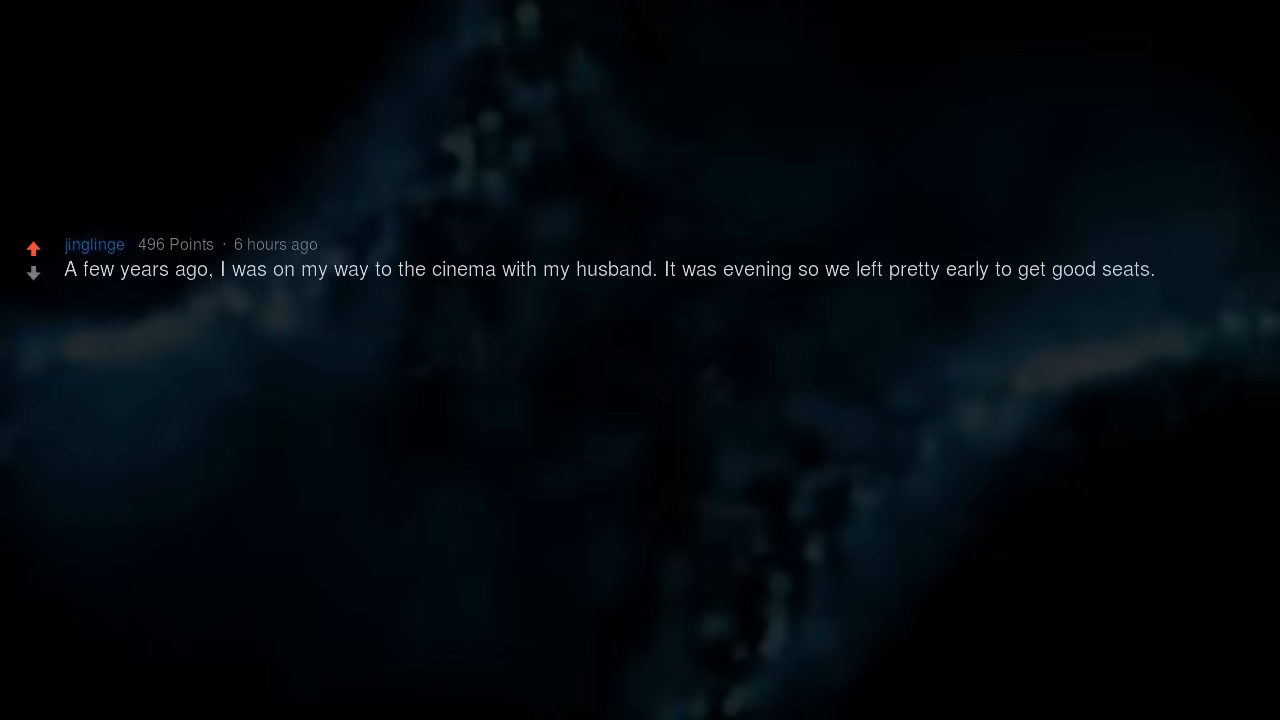 jinglinge 496 Points · 6 hours ago
A few years ago, I was on my way to the cinema with my husband. It was evening so we left pretty early to get good seats.